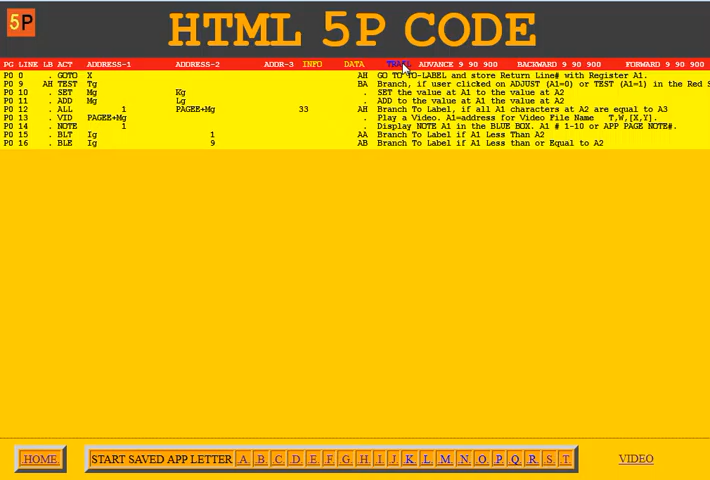 5P
HTML 5P CODE
PG LINE LB ACT ADDRESS-1 ADDRESS-2 ADDR-3 INFO DATA ADVANCE 9 90 900 BACKWARD 9 90 900 FORWARD 9 90 900
P0 0 . GOTO X AH GO TO TO-LABEL and store Return Line# with Register A1.
P0 9 AH TEST Tg BA Branch, if user clicked on ADJUST (A1=0) or TEST (A1=1) in the Red
P0 10 . SET Mg Kg . SET the value at A1 to the value at A2
P0 11 . ADD Mg Lg . ADD to the value at A1 the value at A2
P0 12 . ALL 1 PAGEE+Mg 33 AH Branch To Label, if all A1 characters at A2 are equal to A3
P0 13 . VID PAGEE+Mg . Play a Video. A1=address for Video File Name T,W,[X,Y].
P0 14 . NOTE 1 . Display NOTE A1 in the BLUE BOX. A1 # 1-10 or APP PAGE NOTE#.
P0 15 . BLT Ig 1 AA Branch To Label if A1 Less Than A2
P0 16 . BLE Ig 9 AB Branch To Label if A1 Less than or Equal to A2
HOME START SAVED APP LETTER A B C D E F G H I J K L M N O P Q R S T VIDEO